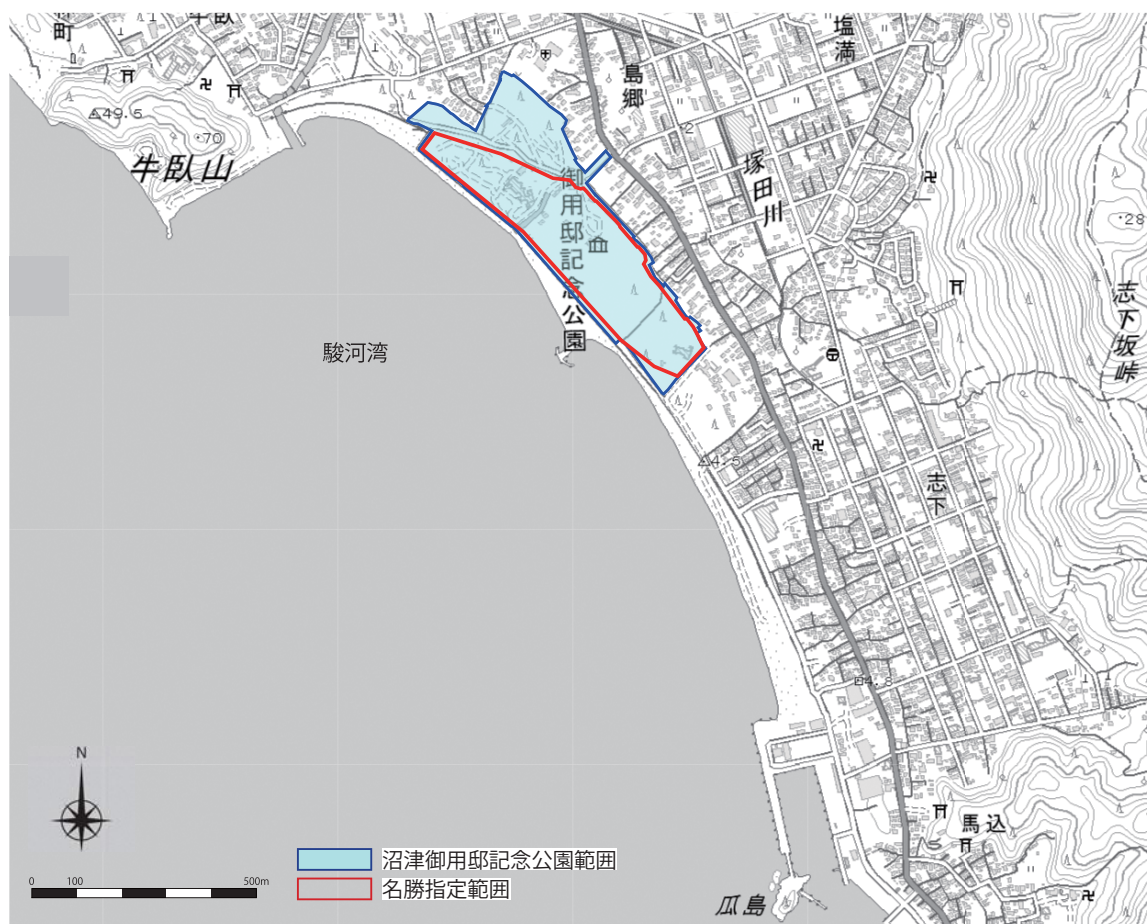 町
牛臥
塩満
島郷
49.5
70
牛臥山
2
塚田川
御用邸記念公園
28
志下坂峠
駿河湾
4.5
志下
4.8
N
馬込
沼津御用邸記念公園範囲
0 100 500m
名勝指定範囲
瓜島